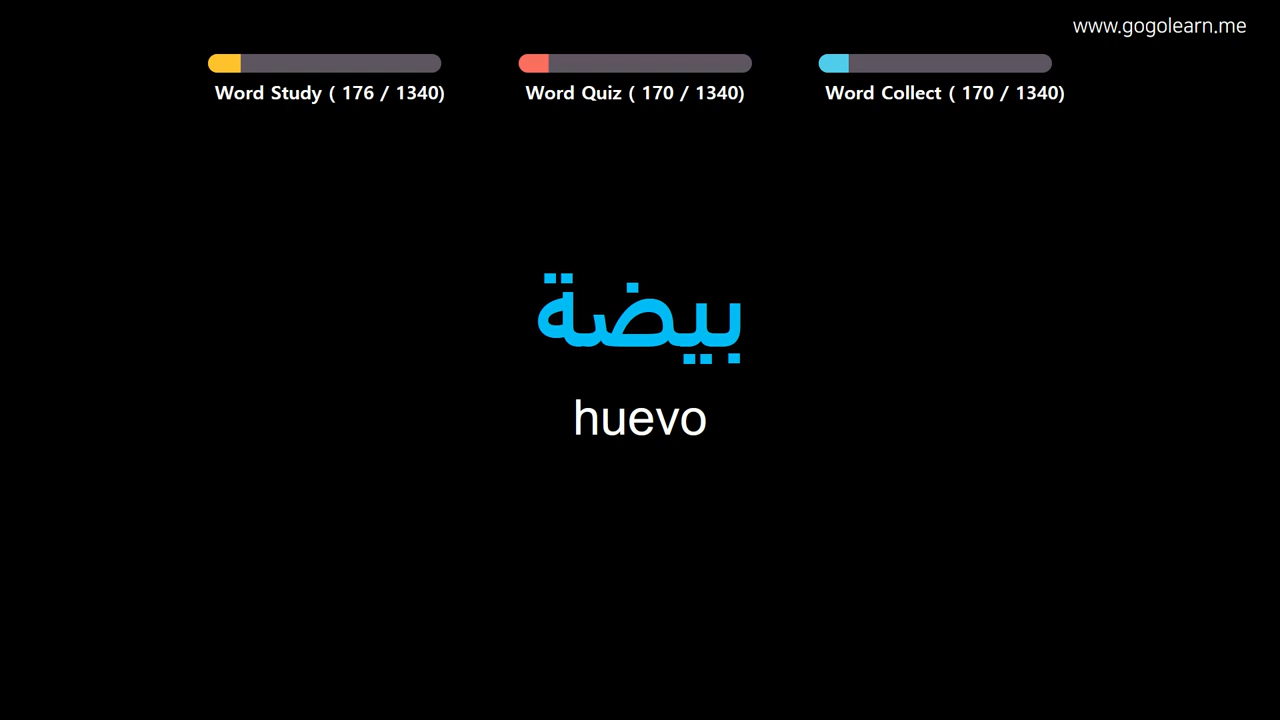 www.gogolearn.me
Word Study ( 176 / 1340)
Word Quiz ( 170 / 1340)
Word Collect ( 170 / 1340)
بيضة
huevo